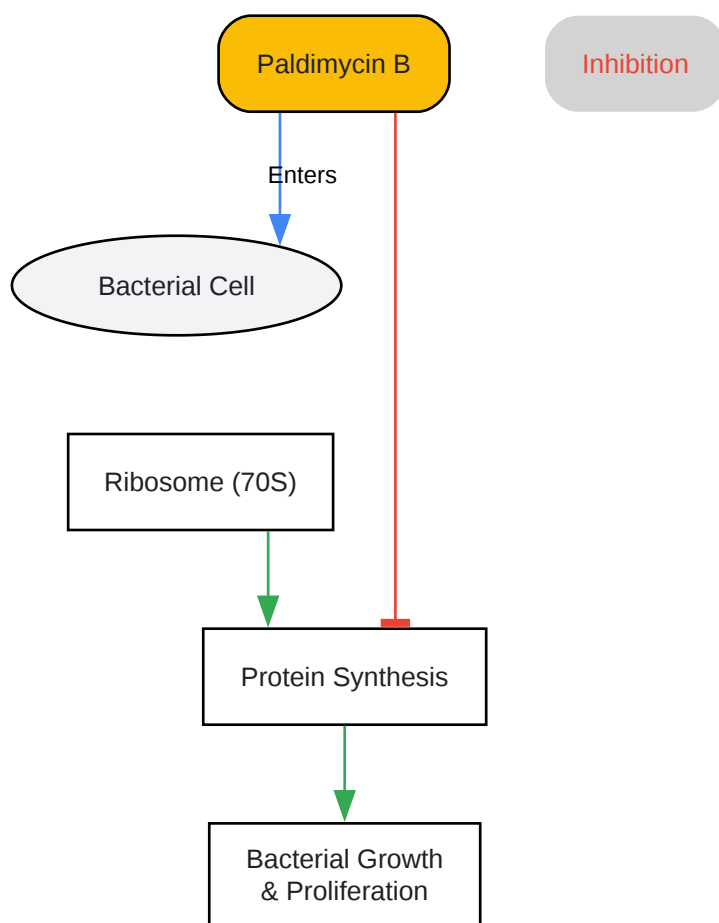 Paldimycin B
Inhibition
Enters
Bacterial Cell
Ribosome (70S)
Protein Synthesis
Bacterial Growth
& Proliferation